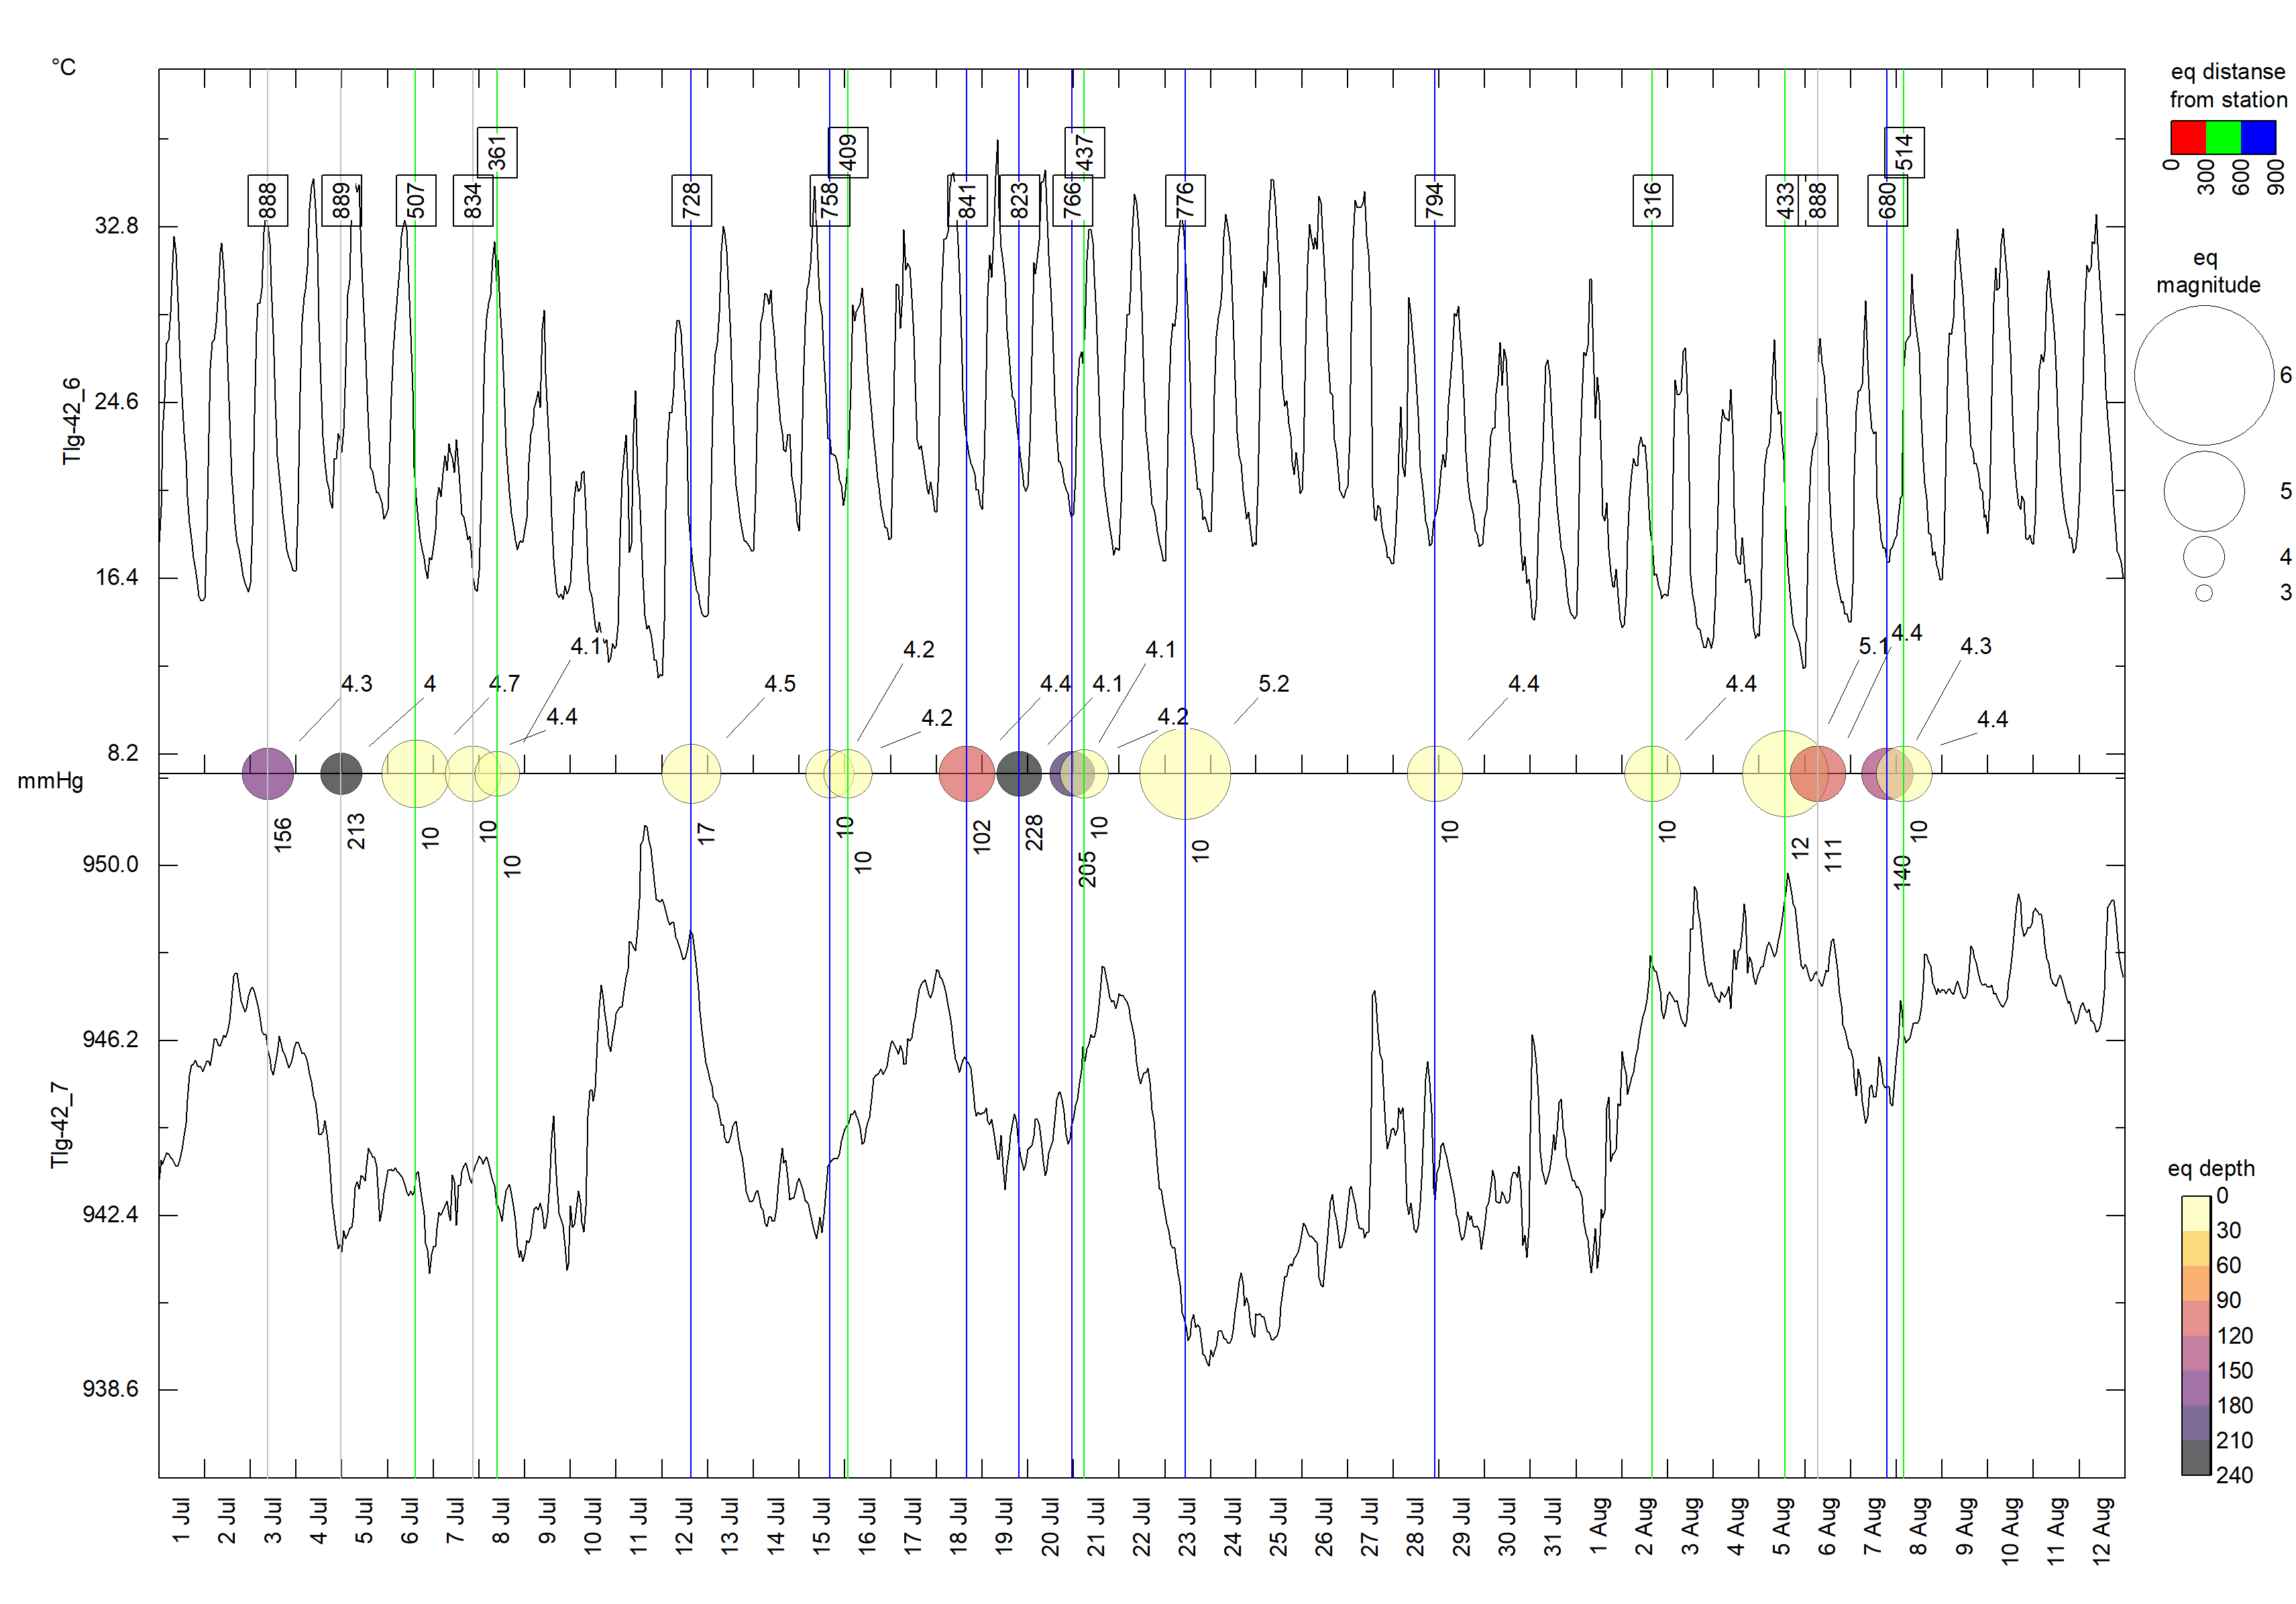 °C
eq distanse
from station
0
300
600
900
361
409
437
514
888
889
507
834
728
758
841
823
766
776
794
316
433
888
680
32.8
24.6
16.4
8.2
Tlg-42_6
eq
magnitude
6
5
4
3
4.1
4.2
4.1
5.1
4.4
4.3
4.3
4
4.7
4.5
4.4
4.1
5.2
4.4
4.4
4.4
4.2
4.2
4.4
mmHg
156
213
10
10
10
17
10
10
102
228
205
10
10
10
10
12
111
140
10
950.0
946.2
942.4
938.6
Tlg-42_7
eq depth
0
30
60
90
120
150
180
210
240
1 Jul
2 Jul
3 Jul
4 Jul
5 Jul
6 Jul
7 Jul
8 Jul
9 Jul
10 Jul
11 Jul
12 Jul
13 Jul
14 Jul
15 Jul
16 Jul
17 Jul
18 Jul
19 Jul
20 Jul
21 Jul
22 Jul
23 Jul
24 Jul
25 Jul
26 Jul
27 Jul
28 Jul
29 Jul
30 Jul
31 Jul
1 Aug
2 Aug
3 Aug
4 Aug
5 Aug
6 Aug
7 Aug
8 Aug
9 Aug
10 Aug
11 Aug
12 Aug